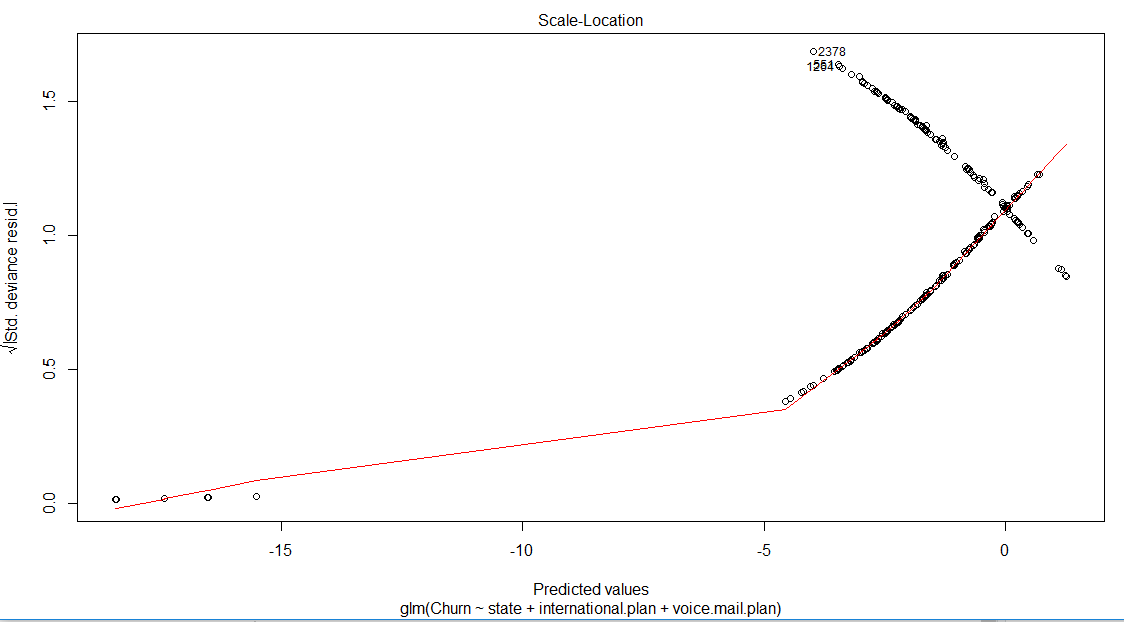 Scale-Location
√|Std. deviance resid.|
1.5
1.0
0.5
0.0
2378
-15
-10
-5
0
Predicted values
glm(Churn ~ state + international.plan + voice.mail.plan)